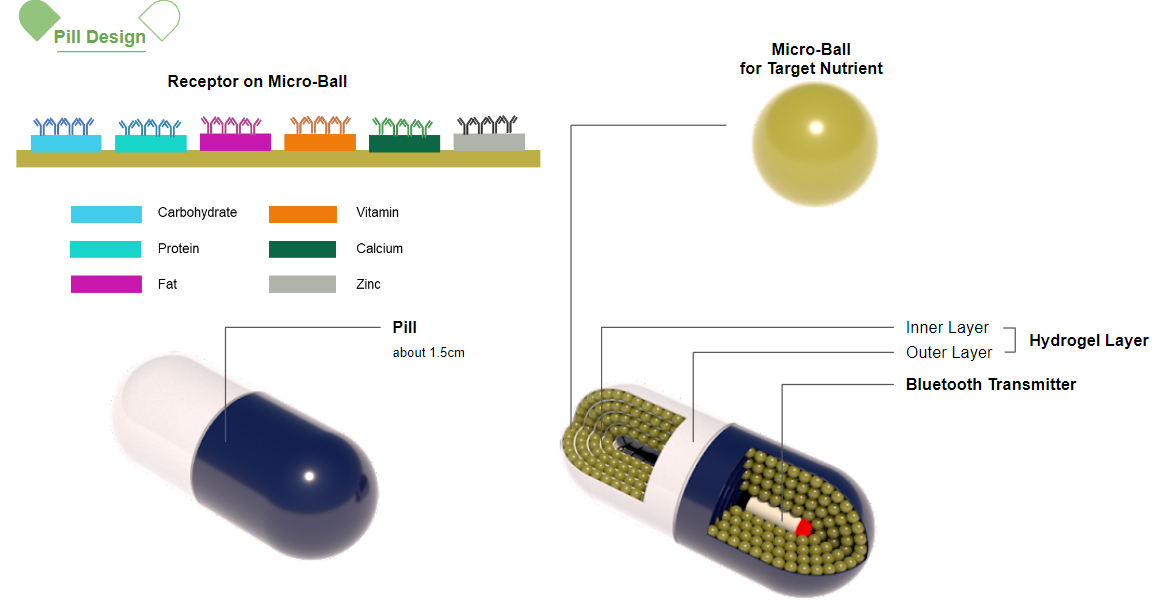 Pill Design
Receptor on Micro-Ball
Micro-Ball
for Target Nutrient
Carbohydrate
Vitamin
Protein
Calcium
Fat
Zinc
Pill
about 1.5cm
Inner Layer
Outer Layer
Hydrogel Layer
Bluetooth Transmitter